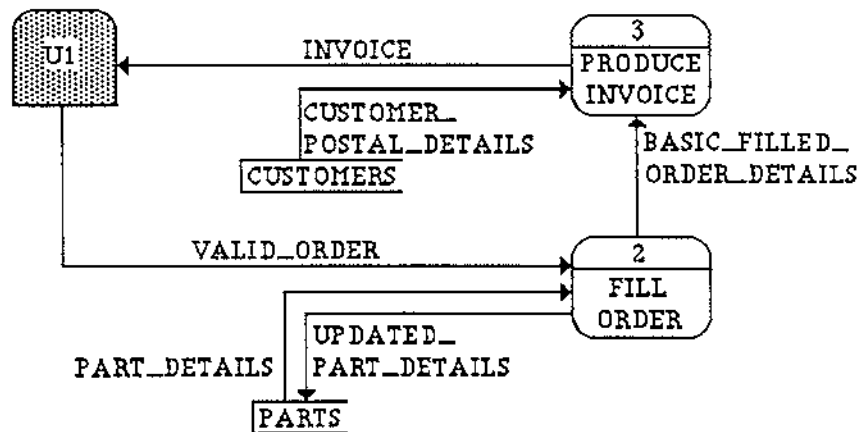 U1
INVOICE
3
PRODUCE
INVOICE
CUSTOMER_
POSTAL_DETAILS
CUSTOMERS
BASIC_FILLED_
ORDER_DETAILS
VALID_ORDER
2
FILL
ORDER
UPDATED_
PART_DETAILS
PART_DETAILS
PARTS